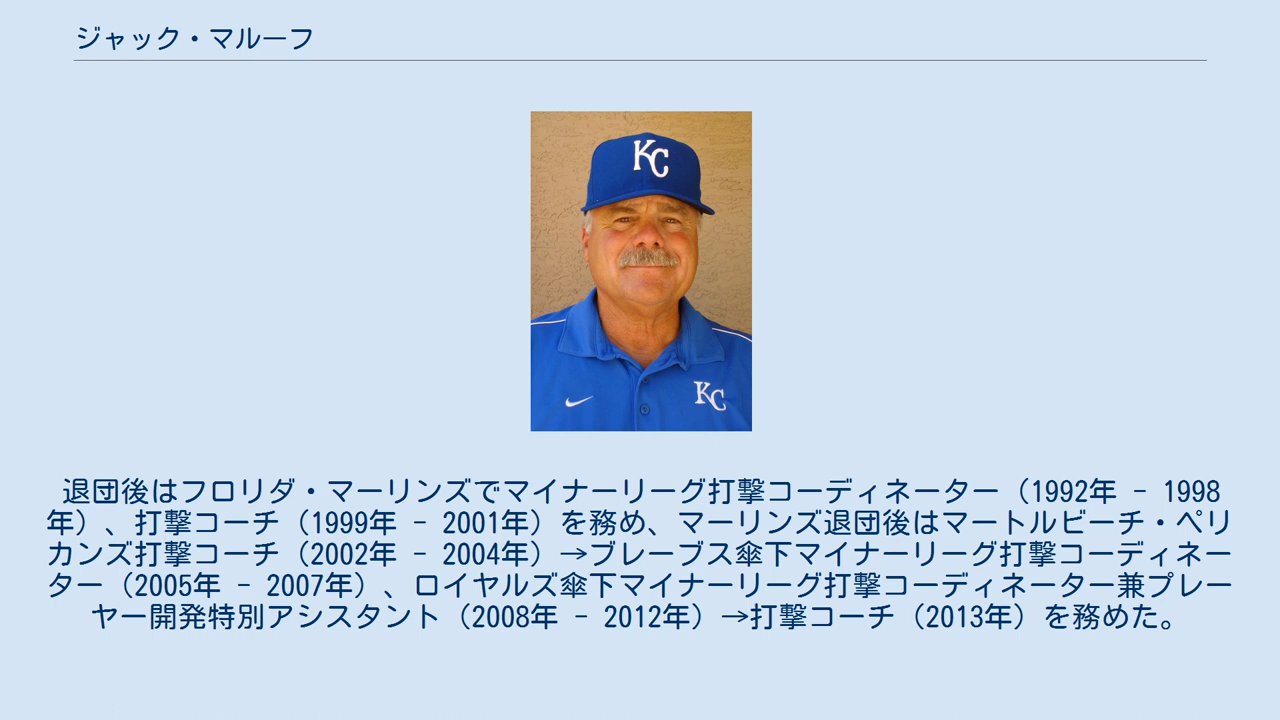 ジャック・マルーフ
KC
KC
退団後はフロリダ・マーリンズでマイナーリーグ打撃コーディネーター（1992年 - 1998
年）、打撃コーチ（1999年 - 2001年）を務め、マーリンズ退団後はマートルビーチ・ペリ
カンズ打撃コーチ（2002年 - 2004年）→ブレーブス傘下マイナーリーグ打撃コーディネー
ター（2005年 - 2007年）、ロイヤルズ傘下マイナーリーグ打撃コーディネーター兼プレー
ヤー開発特別アシスタント（2008年 - 2012年）→打撃コーチ（2013年）を務めた。